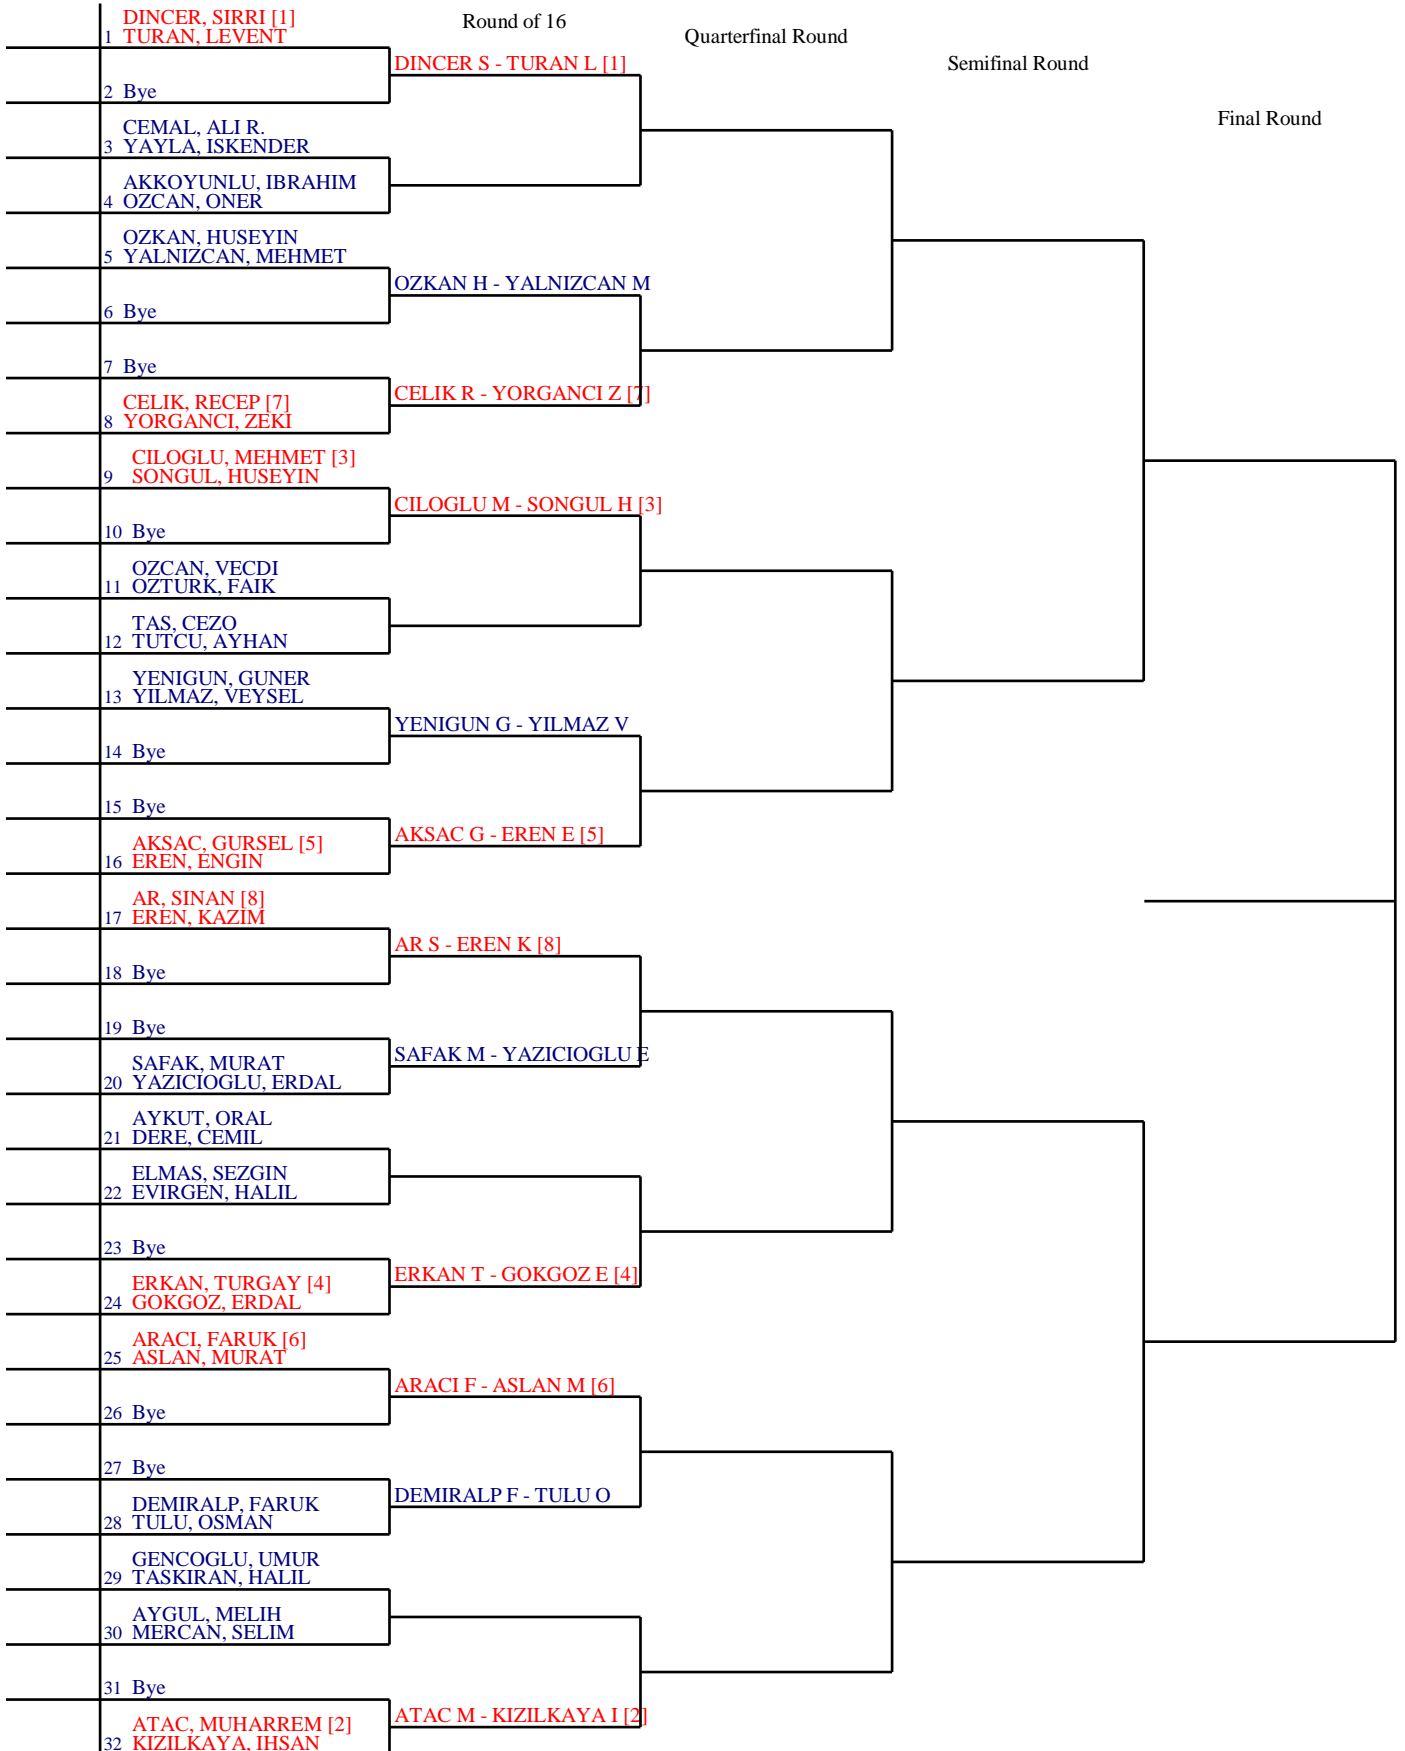 DINCER, SIRRI [1]
1 TURAN, LEVENT
Round of 16
Quarterfinal Round
Semifinal Round
Final Round
DINCER S - TURAN L [1]
2 Bye
CEMAL, ALI R.
3 YAYLA, ISKENDER
AKKOYUNLU, IBRAHIM
4 OZCAN, ONER
OZKAN, HUSEYIN
5 YALNIZCAN, MEHMET
OZKAN H - YALNIZCAN M
6 Bye
7 Bye
CELIK R - YORGANCI Z [7]
CELIK, RECEP [7]
8 YORGANCI, ZEKI
CILOGLU, MEHMET [3]
9 SONGUL, HUSEYIN
CILOGLU M - SONGUL H [3]
10 Bye
OZCAN, VECDI
11 OZTURK, FAIK
TAS, CEZO
12 TUTCU, AYHAN
YENIGUN, GUNER
13 YILMAZ, VEYSEL
YENIGUN G - YILMAZ V
14 Bye
15 Bye
AKSAC G - EREN E [5]
AKSAC, GURSEL [5]
16 EREN, ENGIN
AR, SINAN [8]
17 EREN, KAZIM
AR S - EREN K [8]
18 Bye
19 Bye
SAFAK M - YAZICIOGLU E
SAFAK, MURAT
20 YAZICIOGLU, ERDAL
AYKUT, ORAL
21 DERE, CEMIL
ELMAS, SEZGIN
22 EVIRGEN, HALIL
23 Bye
ERKAN T - GOKGOZ E [4]
ERKAN, TURGAY [4]
24 GOKGOZ, ERDAL
ARACI, FARUK [6]
25 ASLAN, MURAT
ARACI F - ASLAN M [6]
26 Bye
27 Bye
DEMIRALP F - TULU O
DEMIRALP, FARUK
28 TULU, OSMAN
GENCOGLU, UMUR
29 TASKIRAN, HALIL
AYGUL, MELIH
30 MERCAN, SELIM
31 Bye
ATAC M - KIZILKAYA I [2]
ATAC, MUHARREM [2]
32 KIZILKAYA, IHSAN